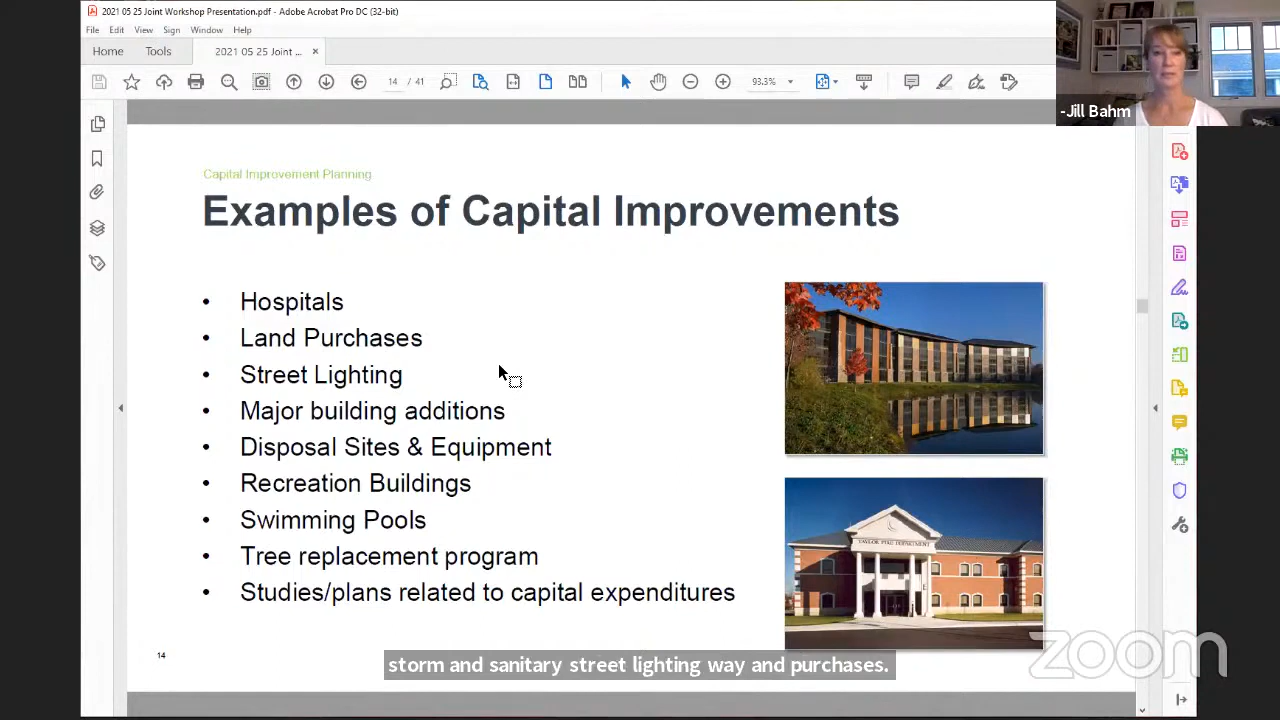 2021 05 25 Joint Workshop Presentation.pdf - Adobe Acrobat Pro DC (32-bit)
File Edit View Sign Window Help
Home Tools 2021 05 25 Joint ... ×
14 / 41 93.3%
-Jill Bahm
Capital Improvement Planning
Examples of Capital Improvements
• Hospitals
• Land Purchases
• Street Lighting
• Major building additions
• Disposal Sites & Equipment
• Recreation Buildings
• Swimming Pools
• Tree replacement program
• Studies/plans related to capital expenditures
TAYLOR FIRE DEPARTMENT
14
storm and sanitary street lighting way and purchases.
zoom